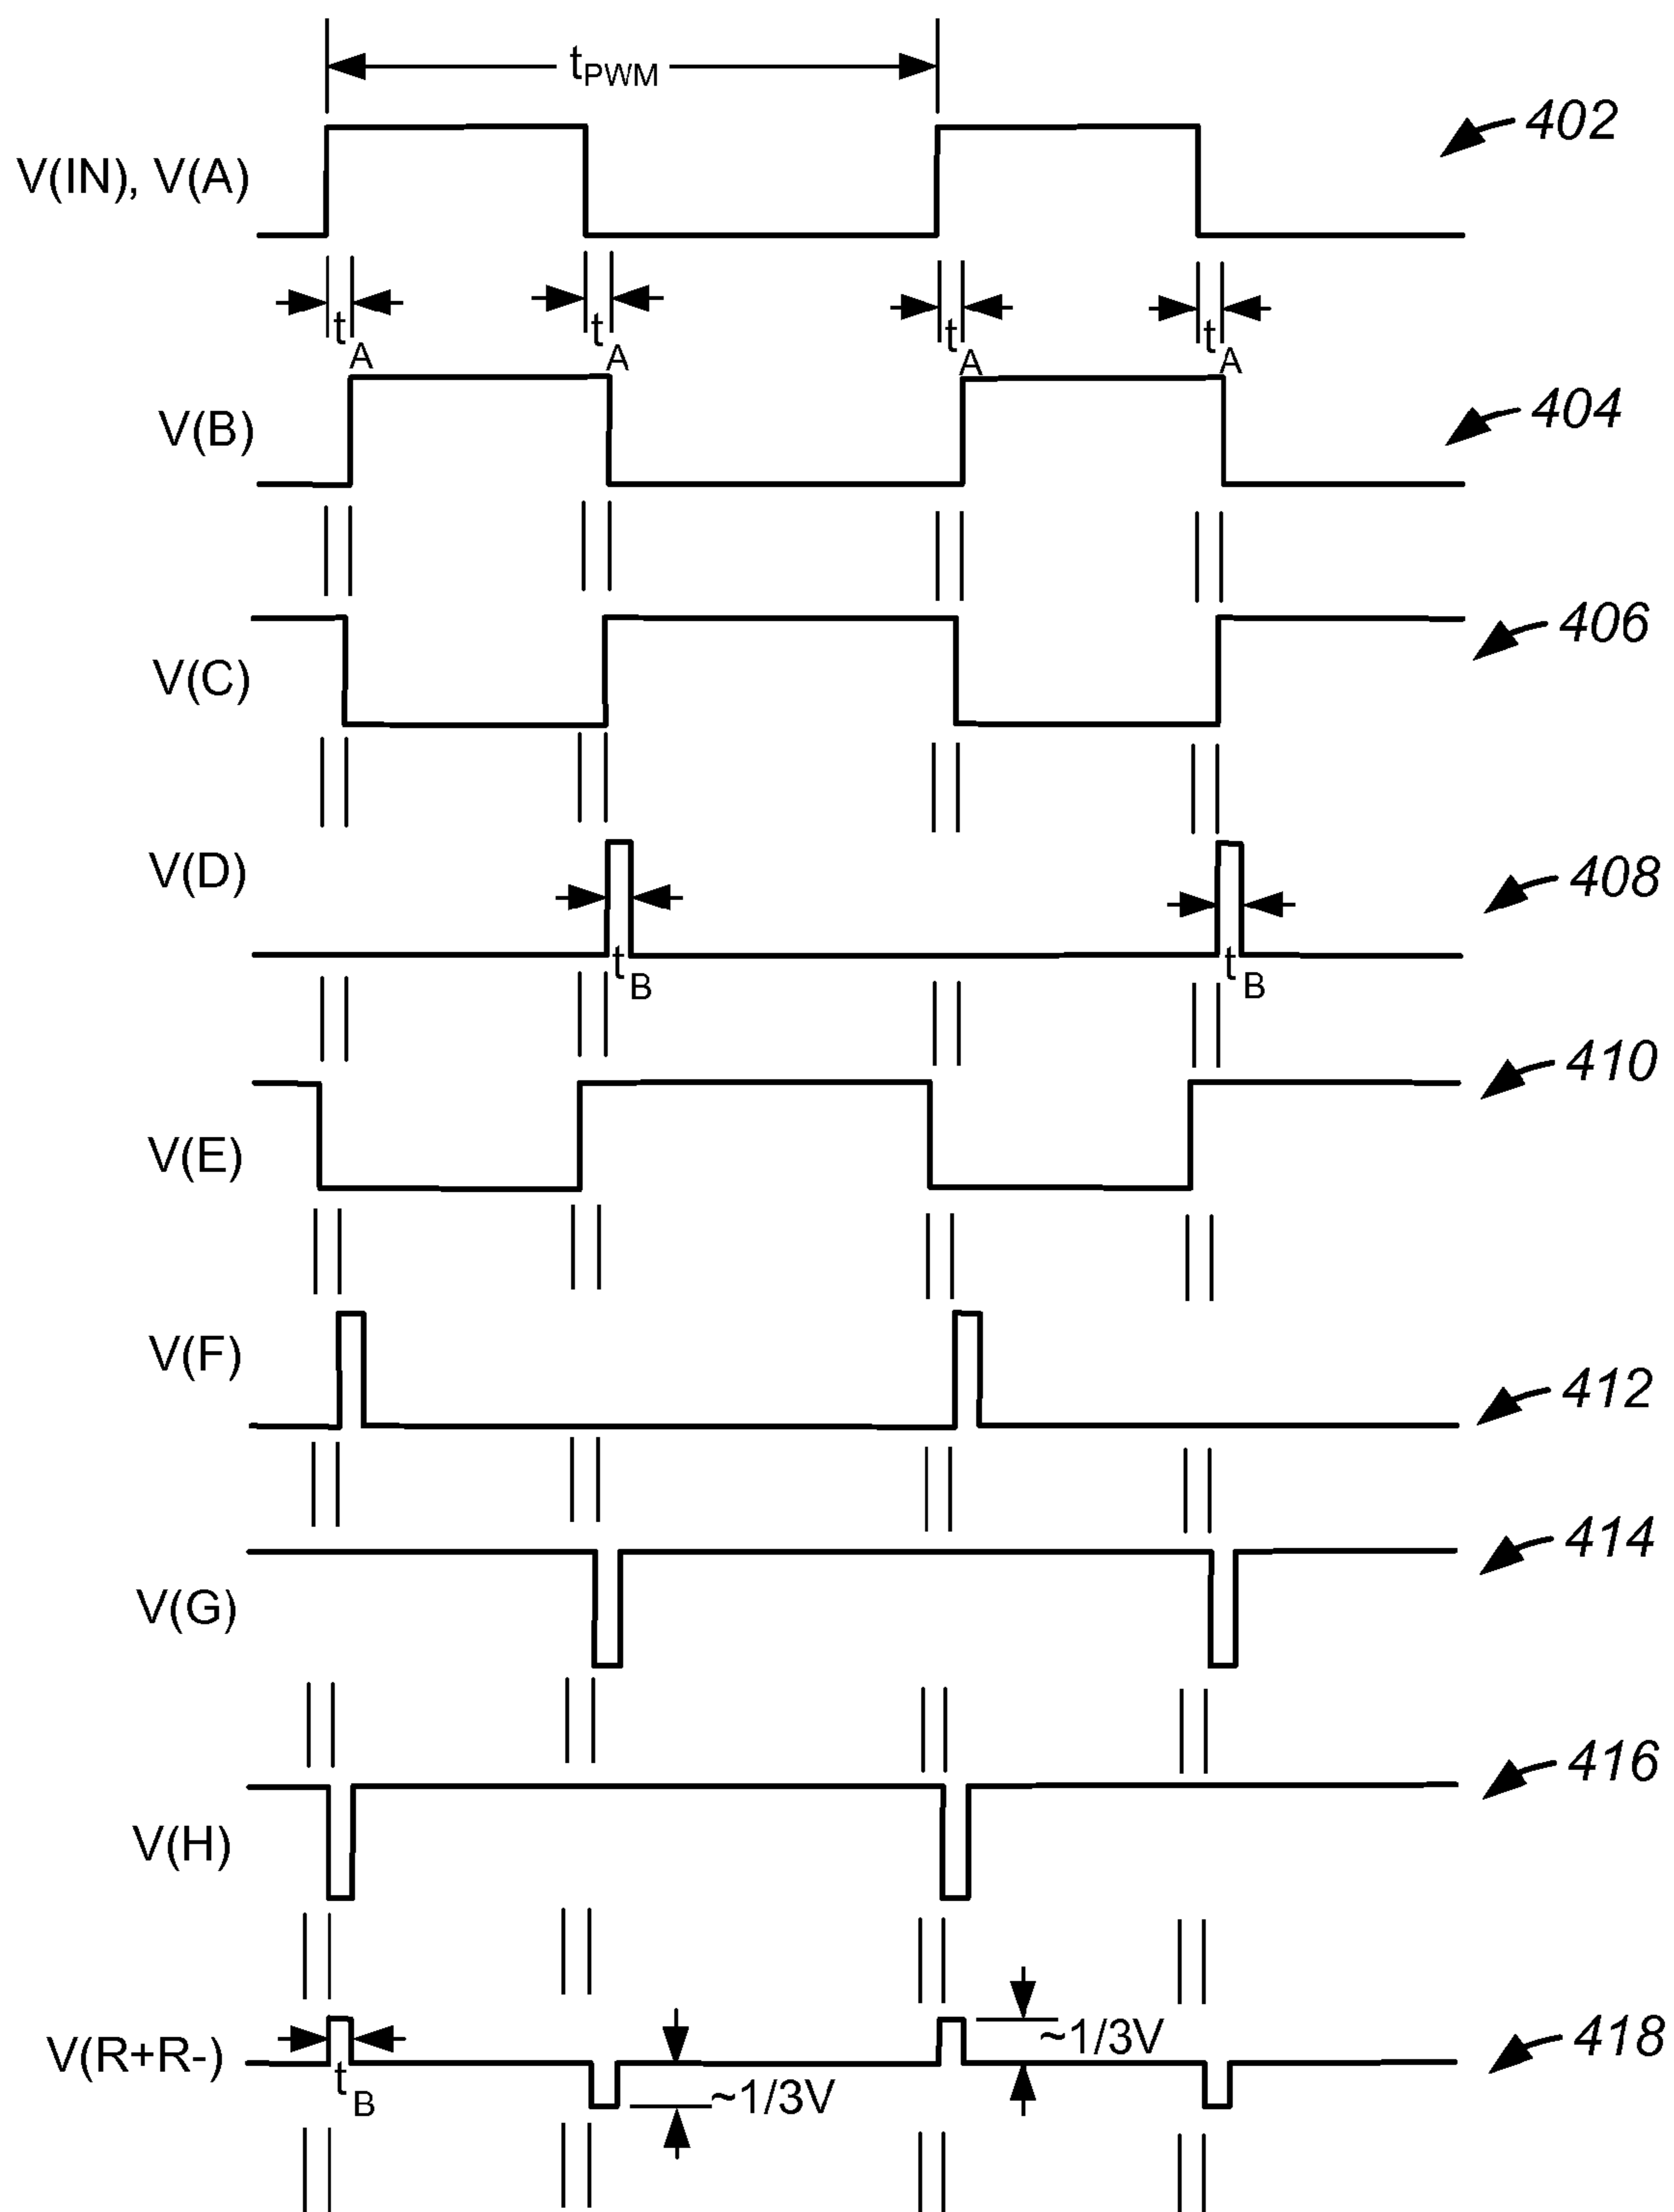 tPWM
402
V(IN), V(A)
tA tA tA tA
404
V(B)
406
V(C)
V(D)
408
tB tB
410
V(E)
V(F)
412
414
V(G)
416
V(H)
418
~1/3V
V(R+R-)
tB
~1/3V